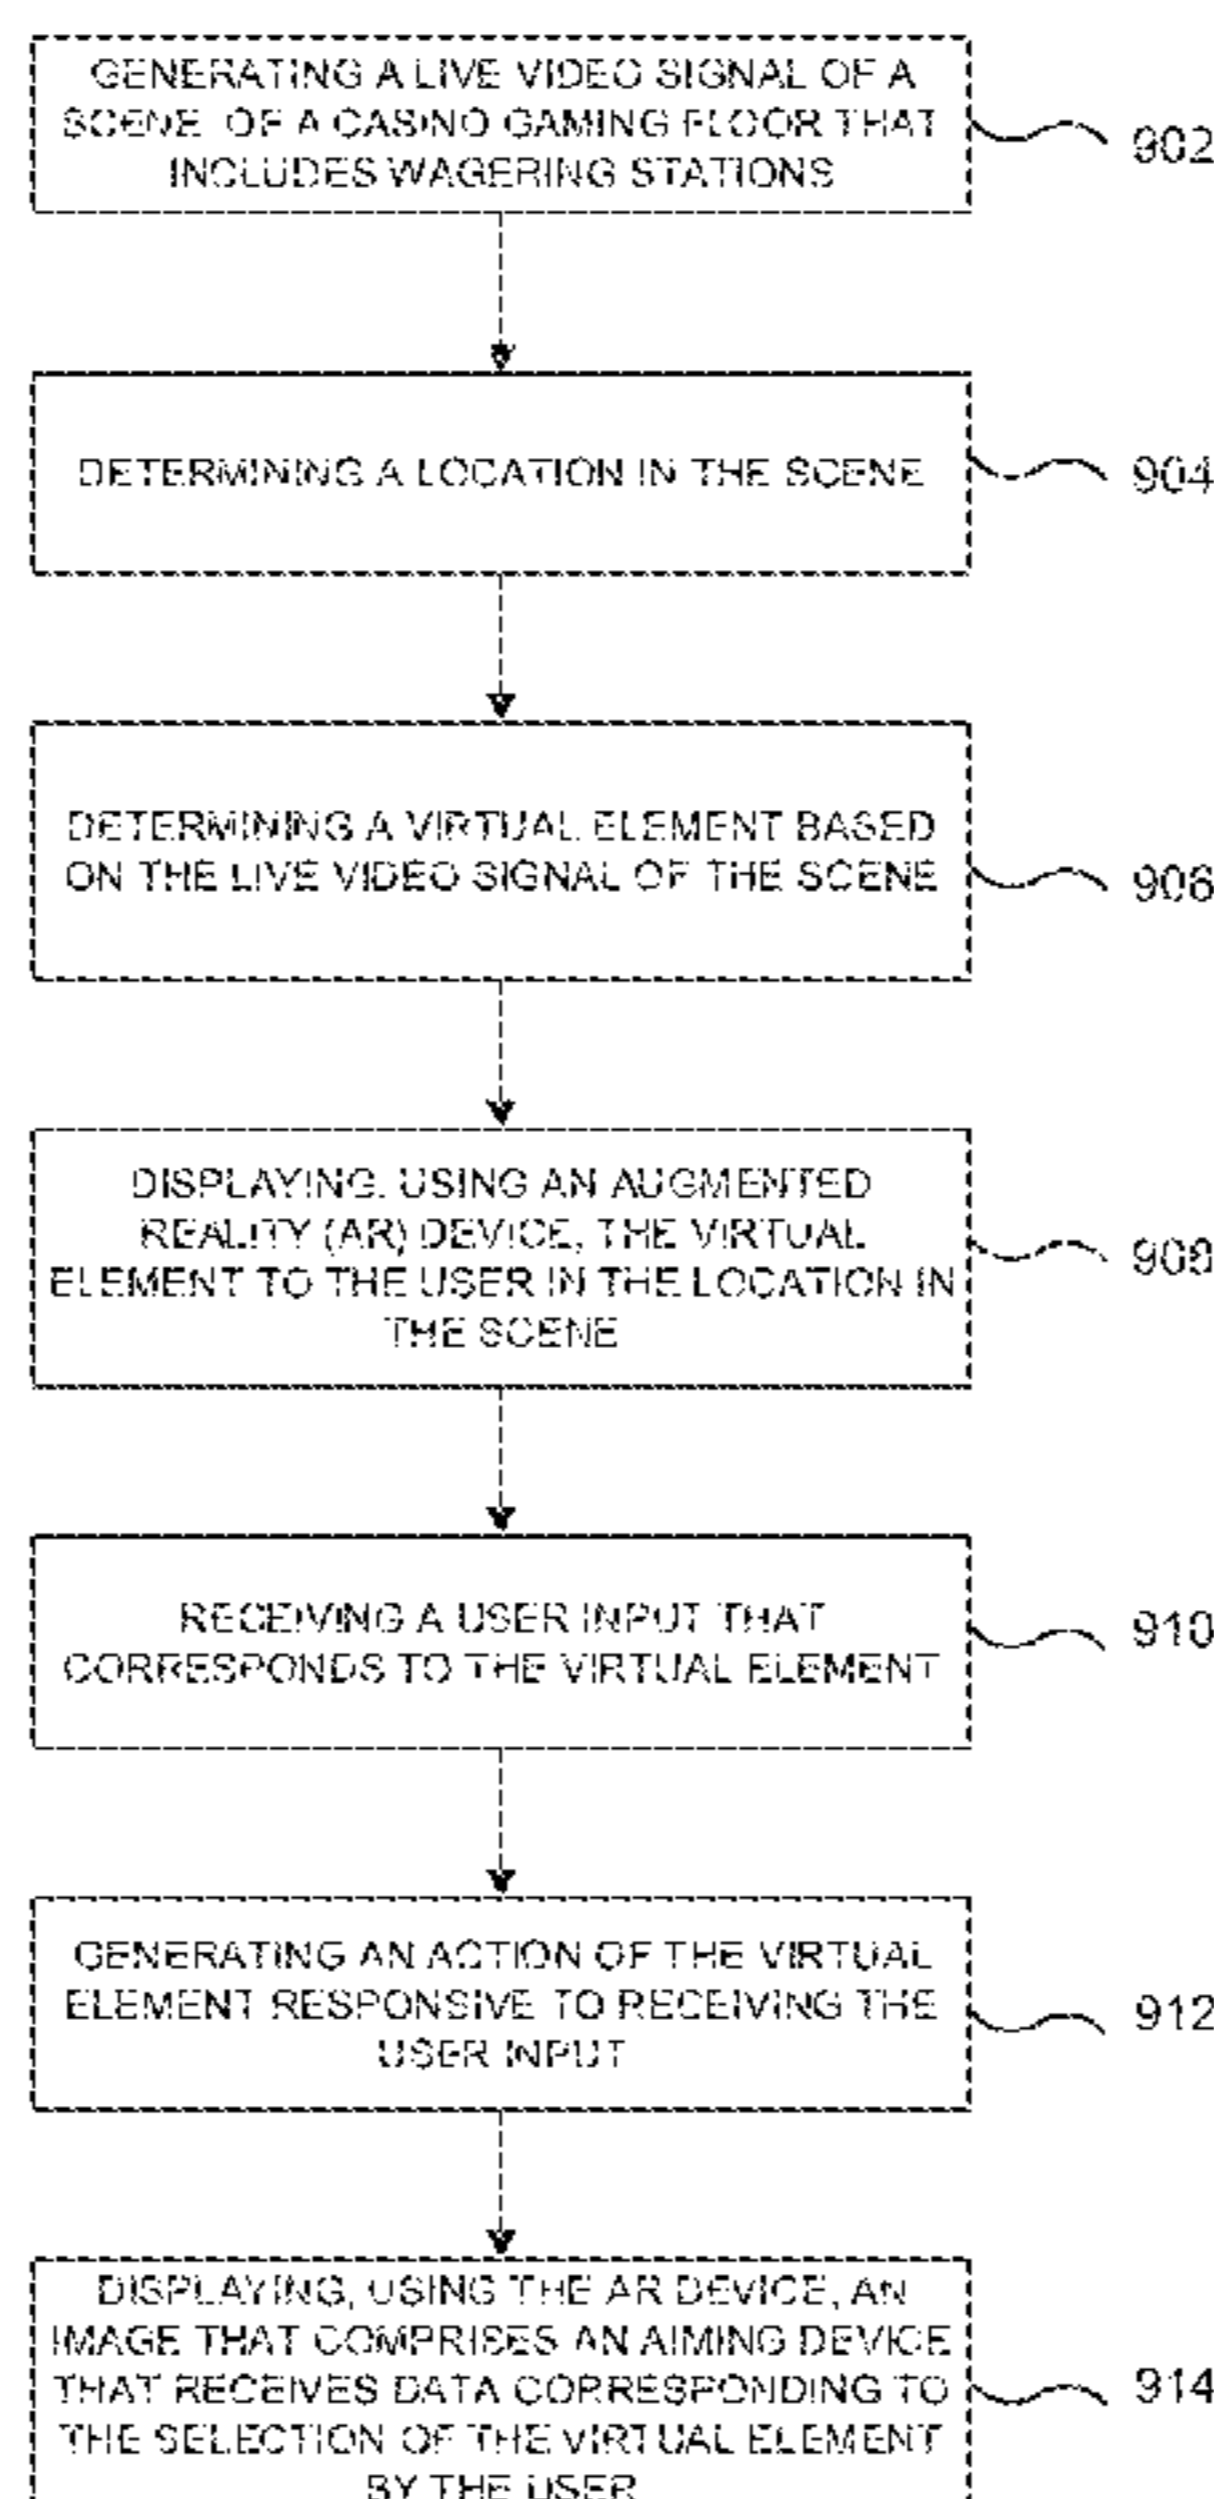 GENERATING A LIVE VIDEO SIGNAL OF A
SCENE OF A CASINO GAMING FLOOR THAT
INCLUDES WAGERING STATIONS
902
DETERMINING A LOCATION IN THE SCENE
904
DETERMINING A VIRTUAL ELEMENT BASED
ON THE LIVE VIDEO SIGNAL OF THE SCENE
906
DISPLAYING, USING AN AUGMENTED
REALITY (AR) DEVICE, THE VIRTUAL
ELEMENT TO THE USER IN THE LOCATION IN
THE SCENE
908
RECEIVING A USER INPUT THAT
CORRESPONDS TO THE VIRTUAL ELEMENT
910
GENERATING AN ACTION OF THE VIRTUAL
ELEMENT RESPONSIVE TO RECEIVING THE
USER INPUT
912
DISPLAYING, USING THE AR DEVICE, AN
IMAGE THAT COMPRISES AN AIMING DEVICE
THAT RECEIVES DATA CORRESPONDING TO
THE SELECTION OF THE VIRTUAL ELEMENT
BY THE USER
914